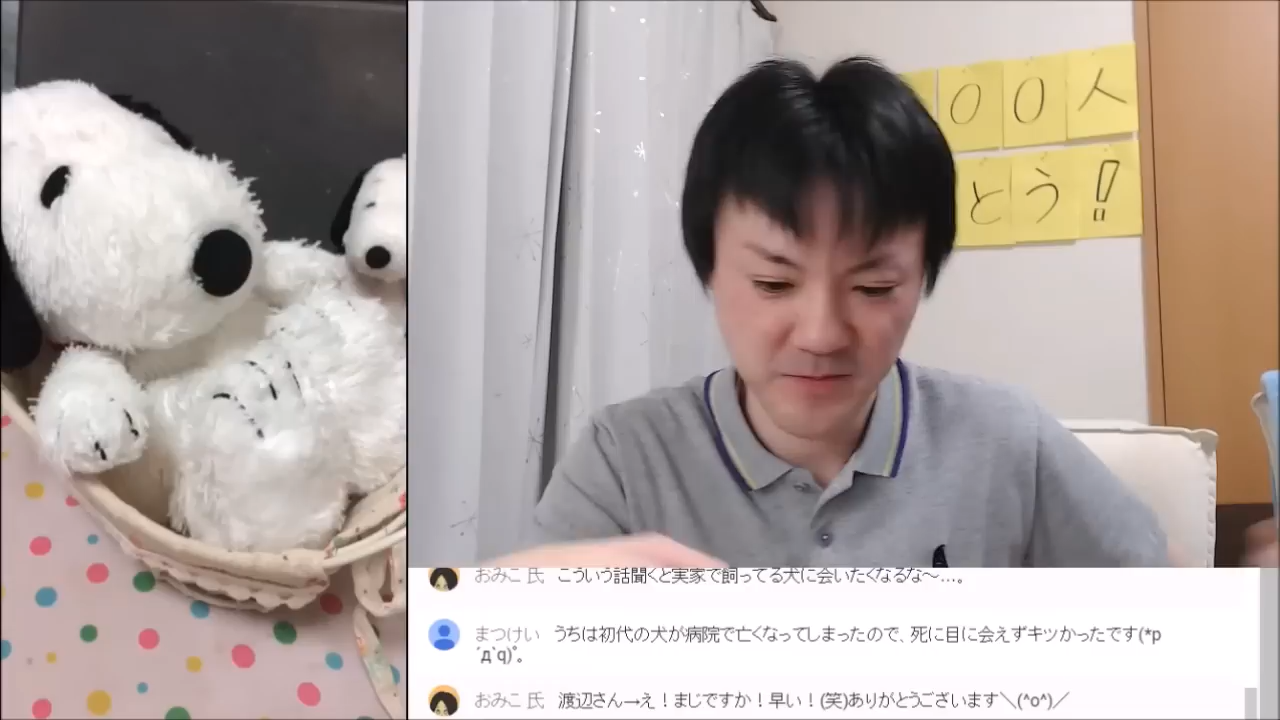 00人
とう!
おみこ 氏 こういう話聞くと実家で飼ってる犬に会いたくなるな〜…。
まつけい うちは初代の犬が病院で亡くなってしまったので、死に目に会えずキツかったです(*p
´д`q)゜。
おみこ 氏 渡辺さん→え！まじですか！早い！(笑)ありがとうございます＼(^o^)／